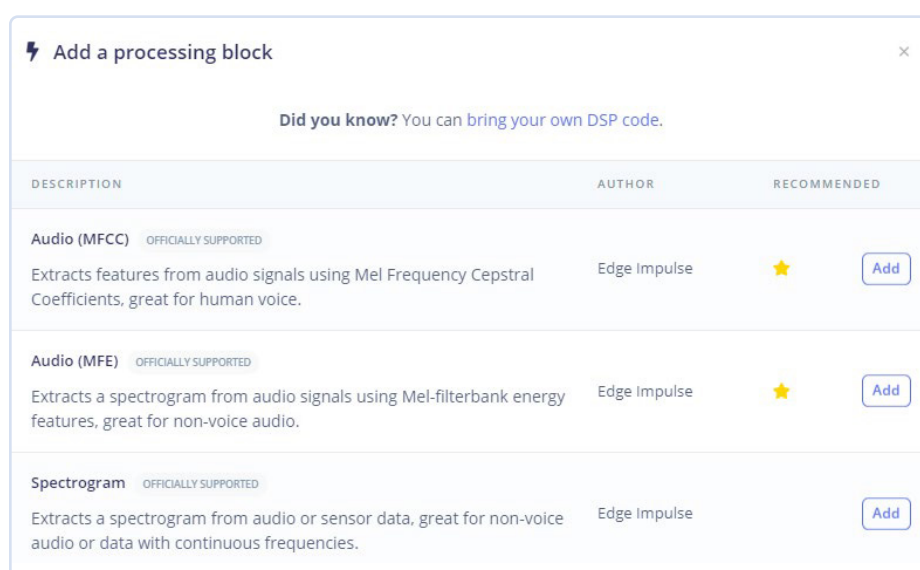 Add a processing block
×
Did you know? You can bring your own DSP code.
DESCRIPTION AUTHOR RECOMMENDED
Audio (MFCC) OFFICIALLY SUPPORTED
Extracts features from audio signals using Mel Frequency Cepstral
Coefficients, great for human voice.
Edge Impulse
Add
Audio (MFE) OFFICIALLY SUPPORTED
Extracts a spectrogram from audio signals using Mel-filterbank energy
features, great for non-voice audio.
Edge Impulse
Add
Spectrogram OFFICIALLY SUPPORTED
Extracts a spectrogram from audio or sensor data, great for non-voice
audio or data with continuous frequencies.
Edge Impulse
Add